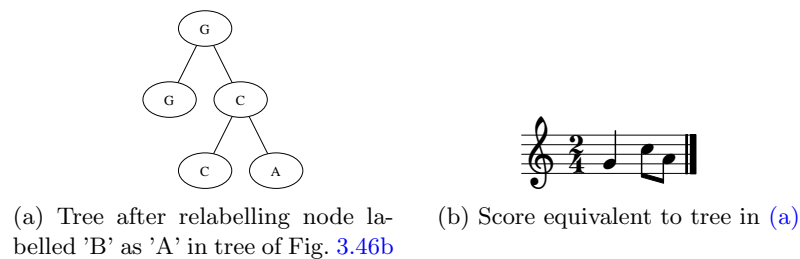 G
G C
C A
2
4
(a) Tree after relabelling node la-
belled 'B' as 'A' in tree of Fig. 3.46b
(b) Score equivalent to tree in (a)